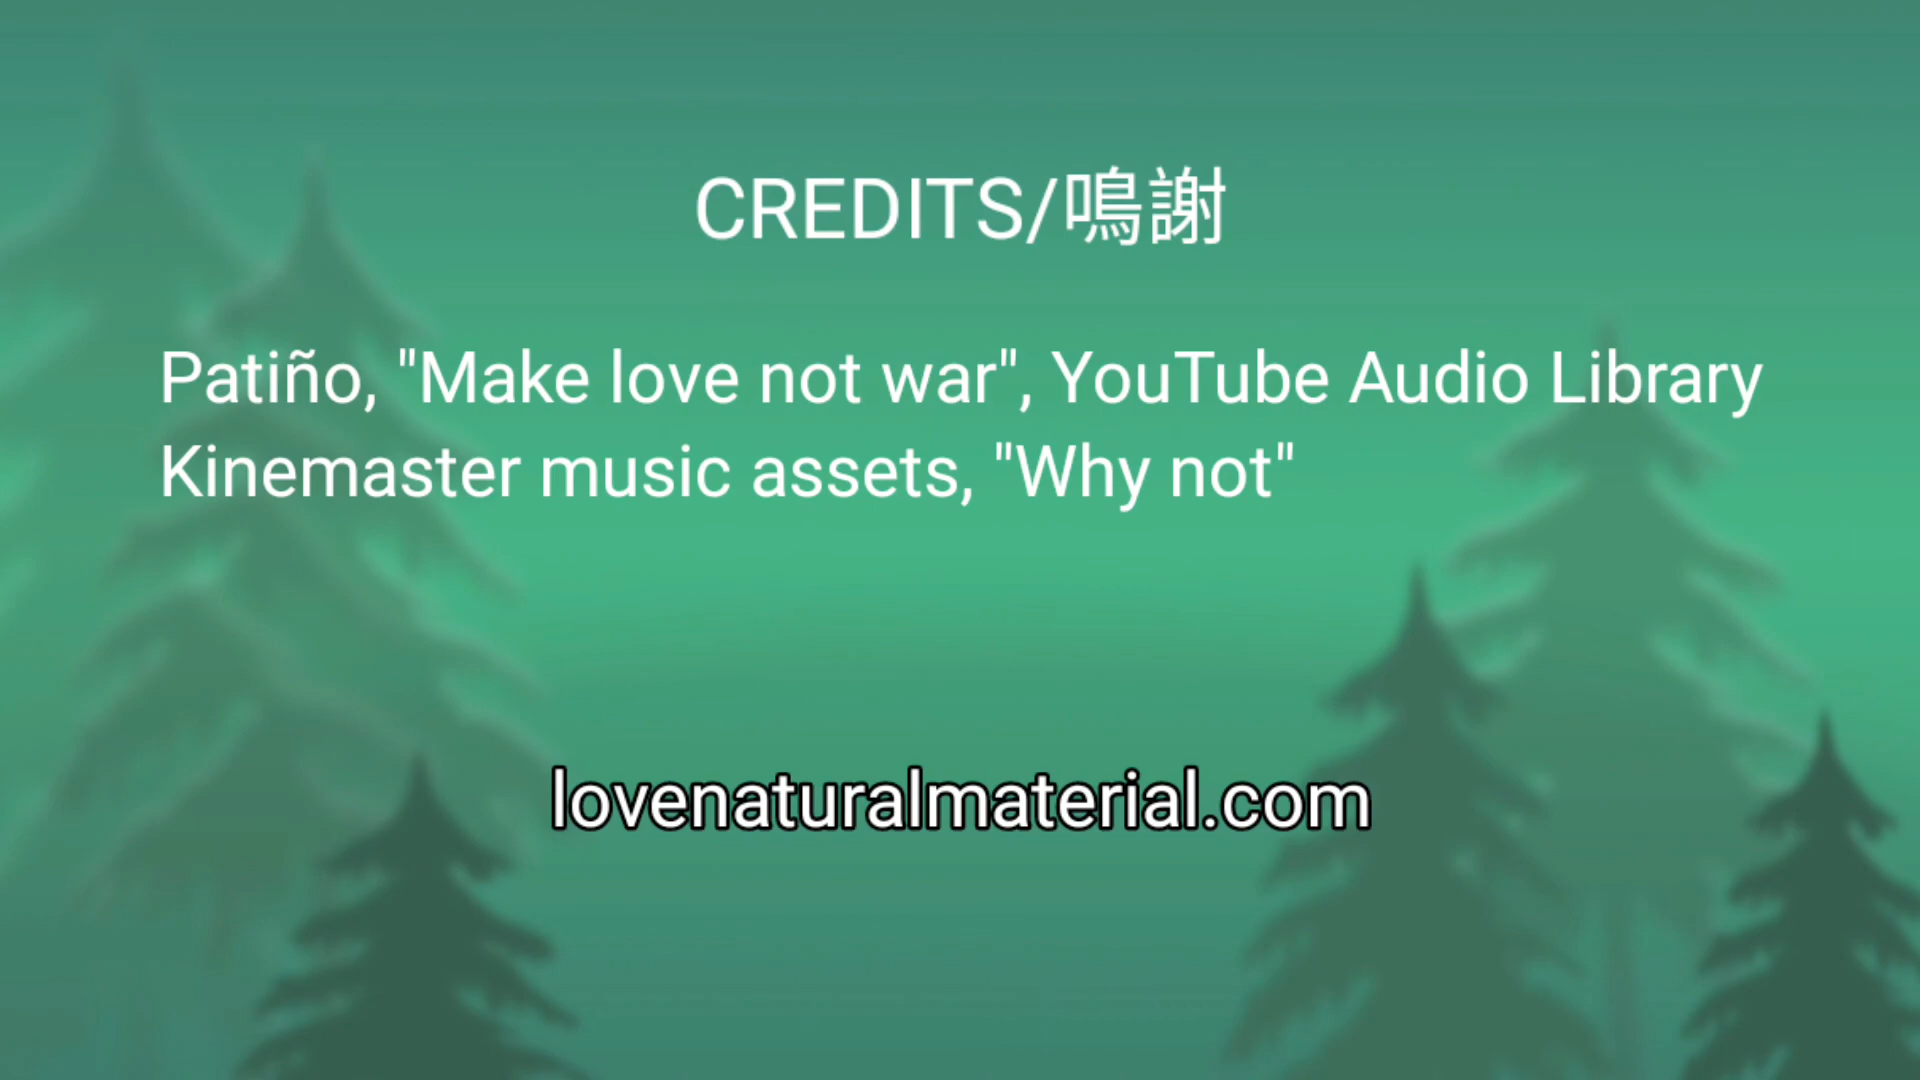 CREDITS/鳴謝
Patiño, "Make love not war", YouTube Audio Library
Kinemaster music assets, "Why not"
lovenaturalmaterial.com